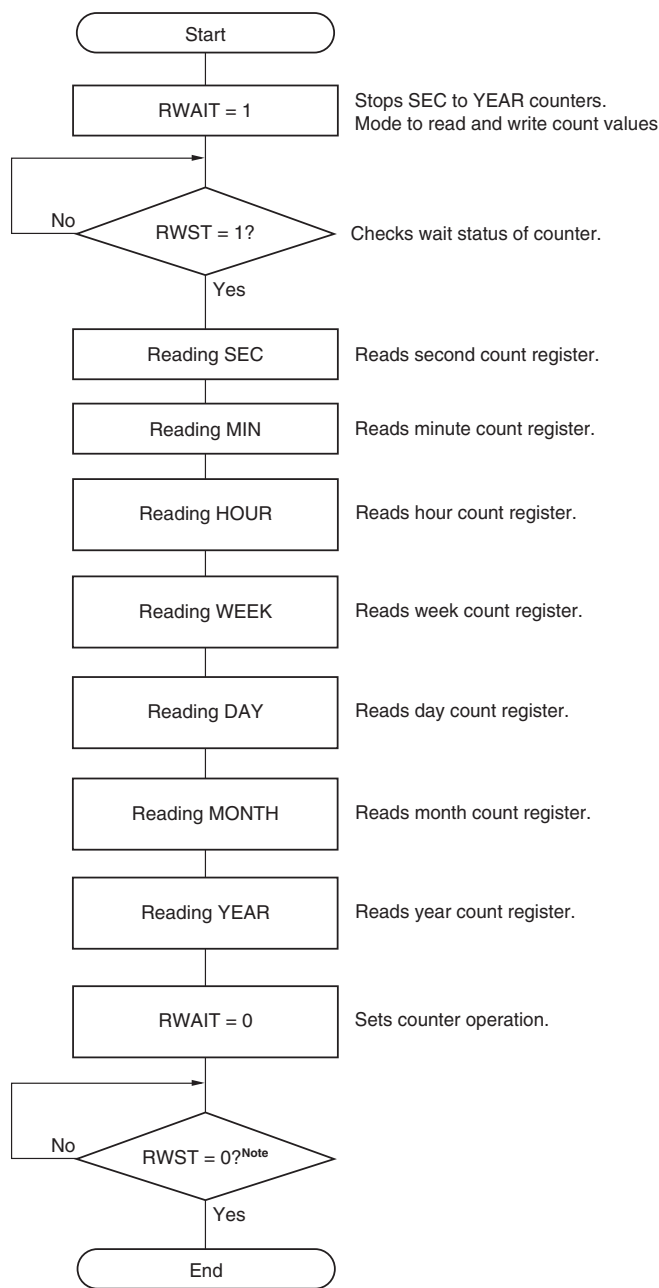 Start
RWAIT = 1
Stops SEC to YEAR counters.
Mode to read and write count values
No
RWST = 1?
Checks wait status of counter.
Yes
Reading SEC
Reads second count register.
Reading MIN
Reads minute count register.
Reading HOUR
Reads hour count register.
Reading WEEK
Reads week count register.
Reading DAY
Reads day count register.
Reading MONTH
Reads month count register.
Reading YEAR
Reads year count register.
RWAIT = 0
Sets counter operation.
No
RWST = 0?Note
Yes
End